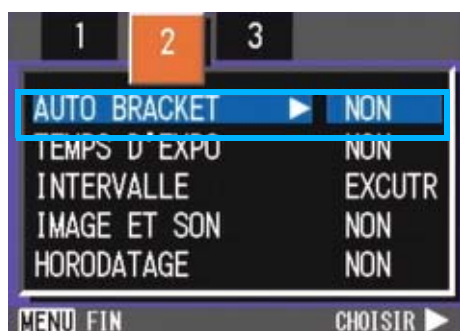 1 2 3
AUTO BRACKET ▶ NON
TEMPS D'EXPO NON
INTERVALLE EXCUTR
IMAGE ET SON NON
HORODATAGE NON
MENU FIN CHOISIR ▶